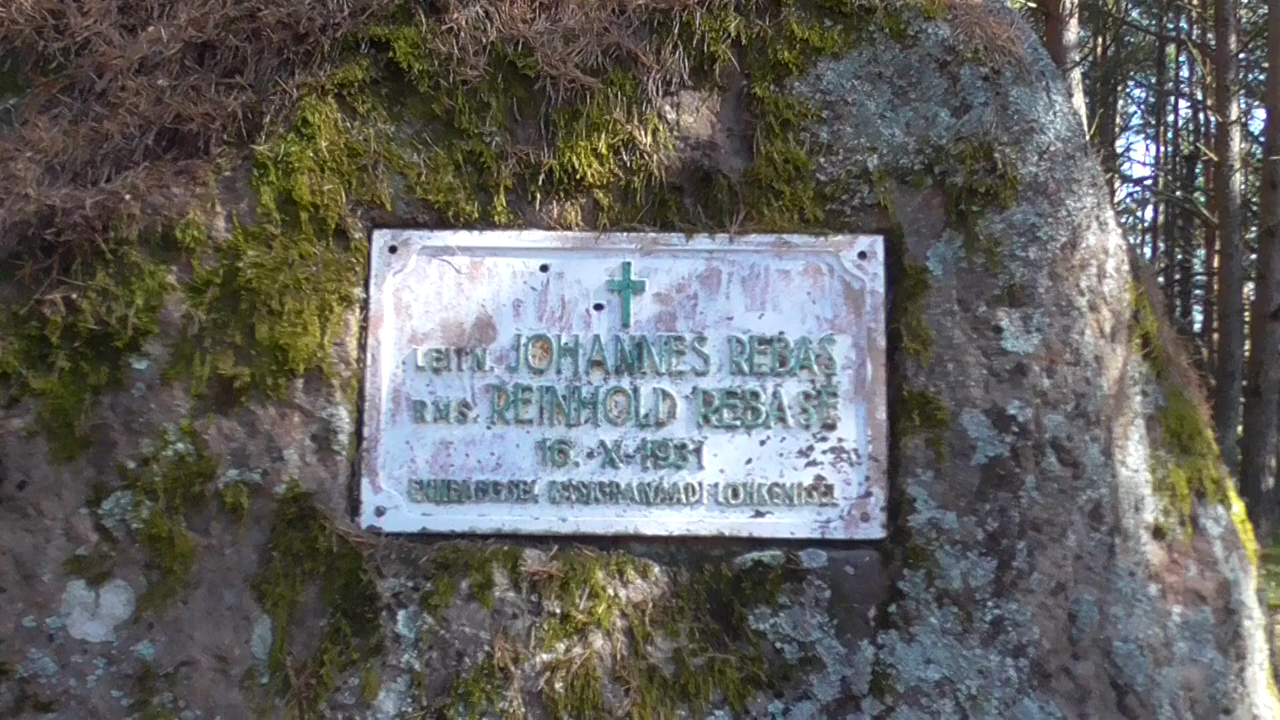 LEITN. JOHANNES REBAS
RMS. REINHOLD REBASE
16. X 1931